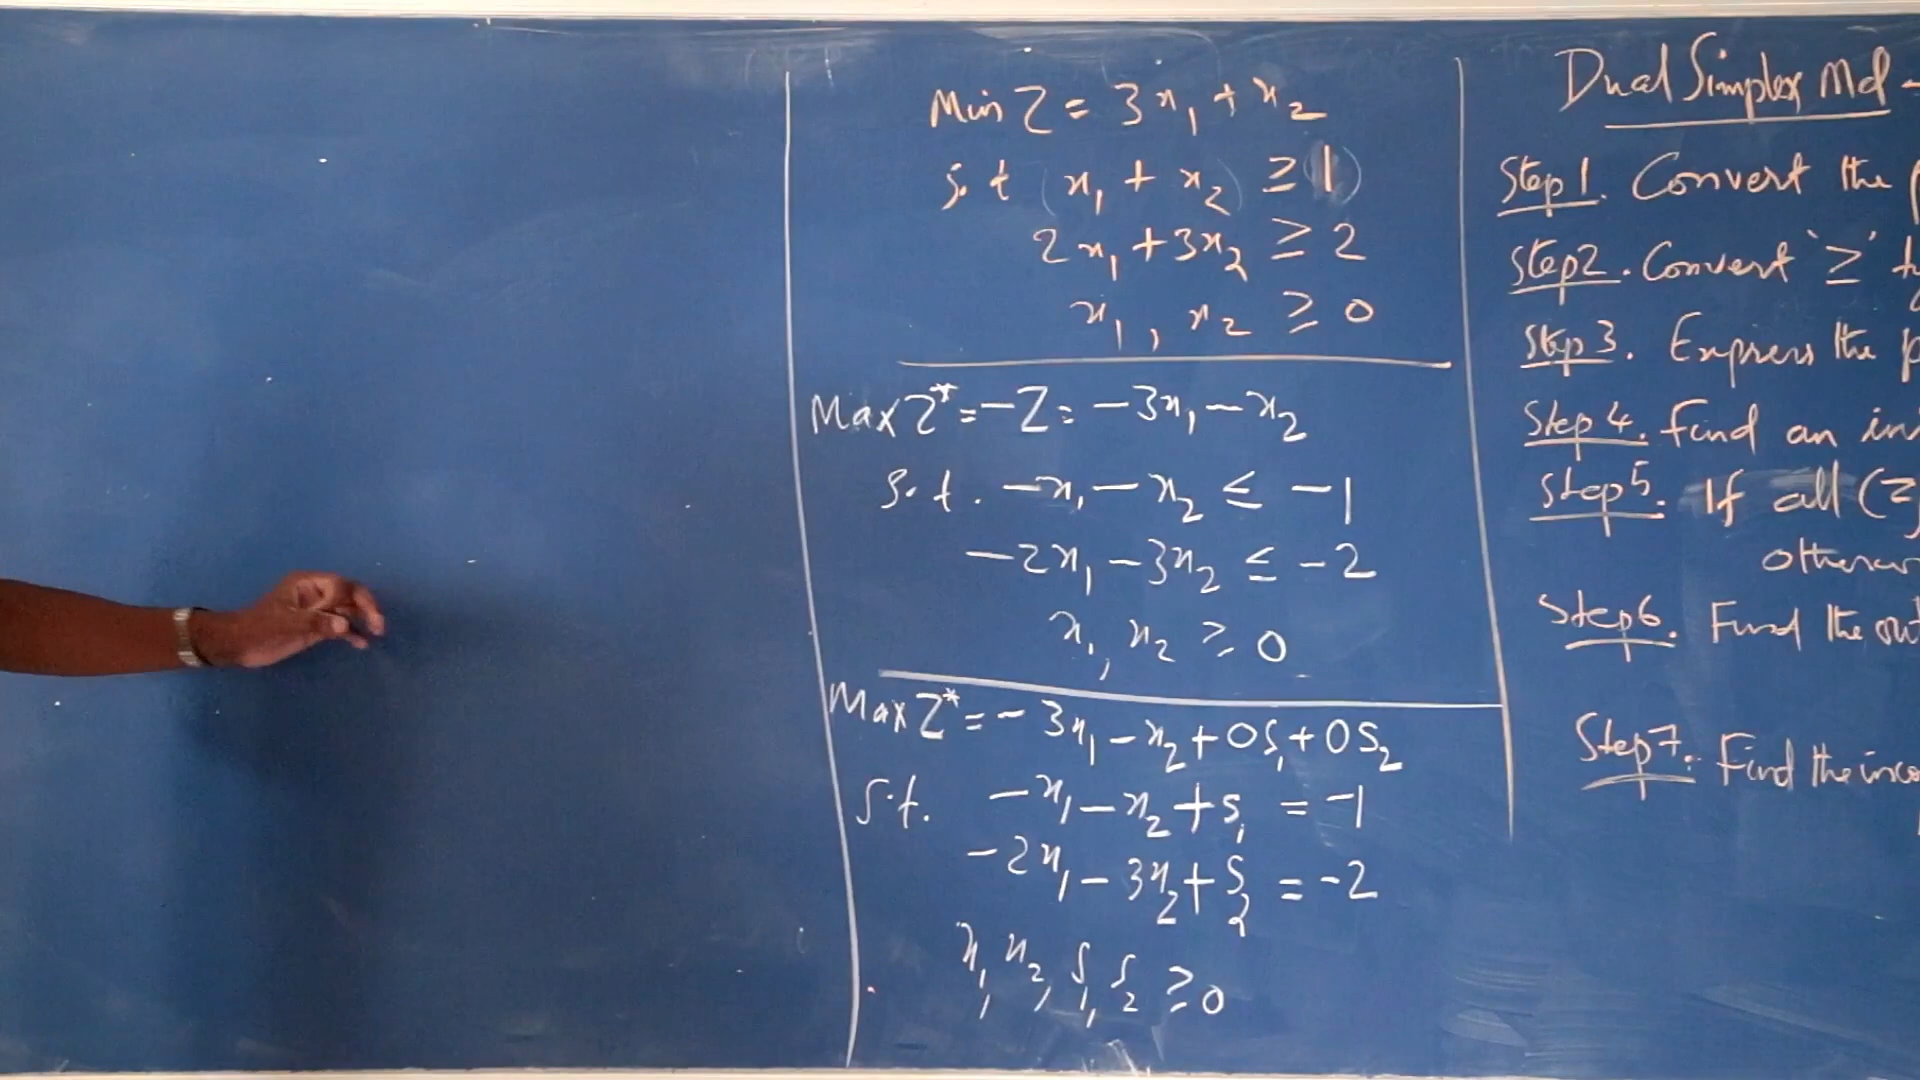 Min Z = 3x₁ + x₂
s.t (x₁ + x₂) ≥ (1)
2x₁ + 3x₂ ≥ 2
x₁, x₂ ≥ 0
Max Z* = -Z = -3x₁ - x₂
s.t. -x₁ - x₂ ≤ -1
-2x₁ - 3x₂ ≤ -2
x₁, x₂ ≥ 0
Max Z* = -3x₁ - x₂ + 0S₁ + 0S₂
s.t. -x₁ - x₂ + S₁ = -1
-2x₁ - 3x₂ + S₂ = -2
x₁, x₂, S₁, S₂ ≥ 0
Dual Simplex Md -
Step 1. Convert the
Step 2. Convert '≥'
Step 3. Express the
Step 4. Find an
Step 5. If all (Z
Step 6. Find the
Step 7. Find the